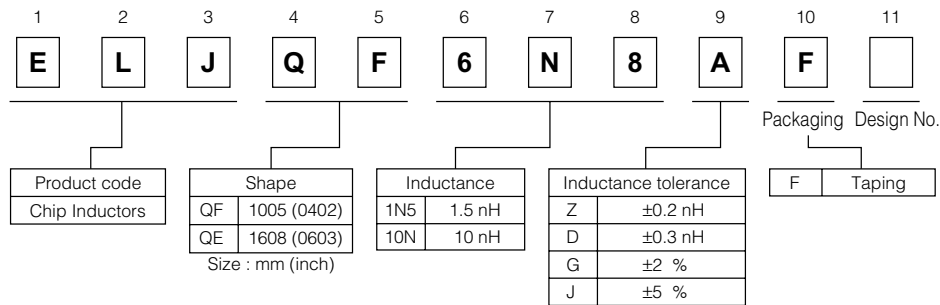 1 2 3 4 5 6 7 8 9 10 11
E L J Q F 6 N 8 A F
Packaging Design No.
Product code
Chip Inductors
Shape
QF 1005 (0402)
QE 1608 (0603)
Size : mm (inch)
Inductance
1N5 1.5 nH
10N 10 nH
Inductance tolerance
Z ±0.2 nH
D ±0.3 nH
G ±2 %
J ±5 %
F Taping